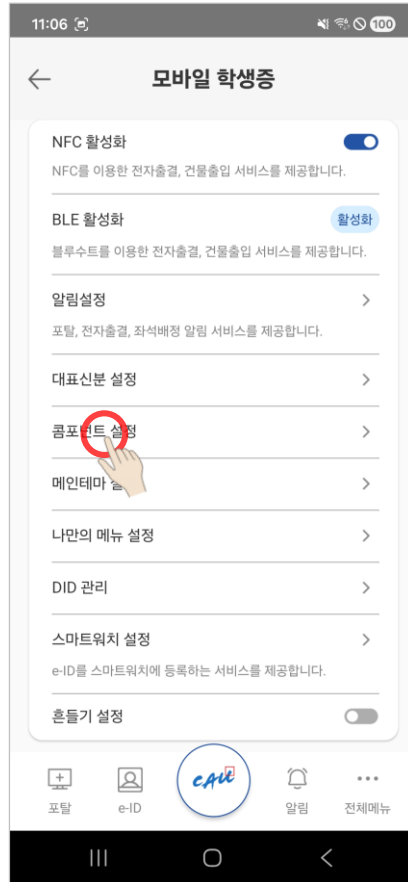 11:06
100
모바일 학생증
NFC 활성화
NFC를 이용한 전자출결, 건물출입 서비스를 제공합니다.
BLE 활성화
활성화
블루수트를 이용한 전자출결, 건물출입 서비스를 제공합니다.
알림설정
포탈, 전자출결, 좌석배정 알림 서비스를 제공합니다.
대표신분 설정
콤포넌트 설정
메인테마 설
나만의 메뉴 설정
DID 관리
스마트워치 설정
e-ID를 스마트워치에 등록하는 서비스를 제공합니다.
흔들기 설정
CAU
포탈
e-ID
알림
전체메뉴